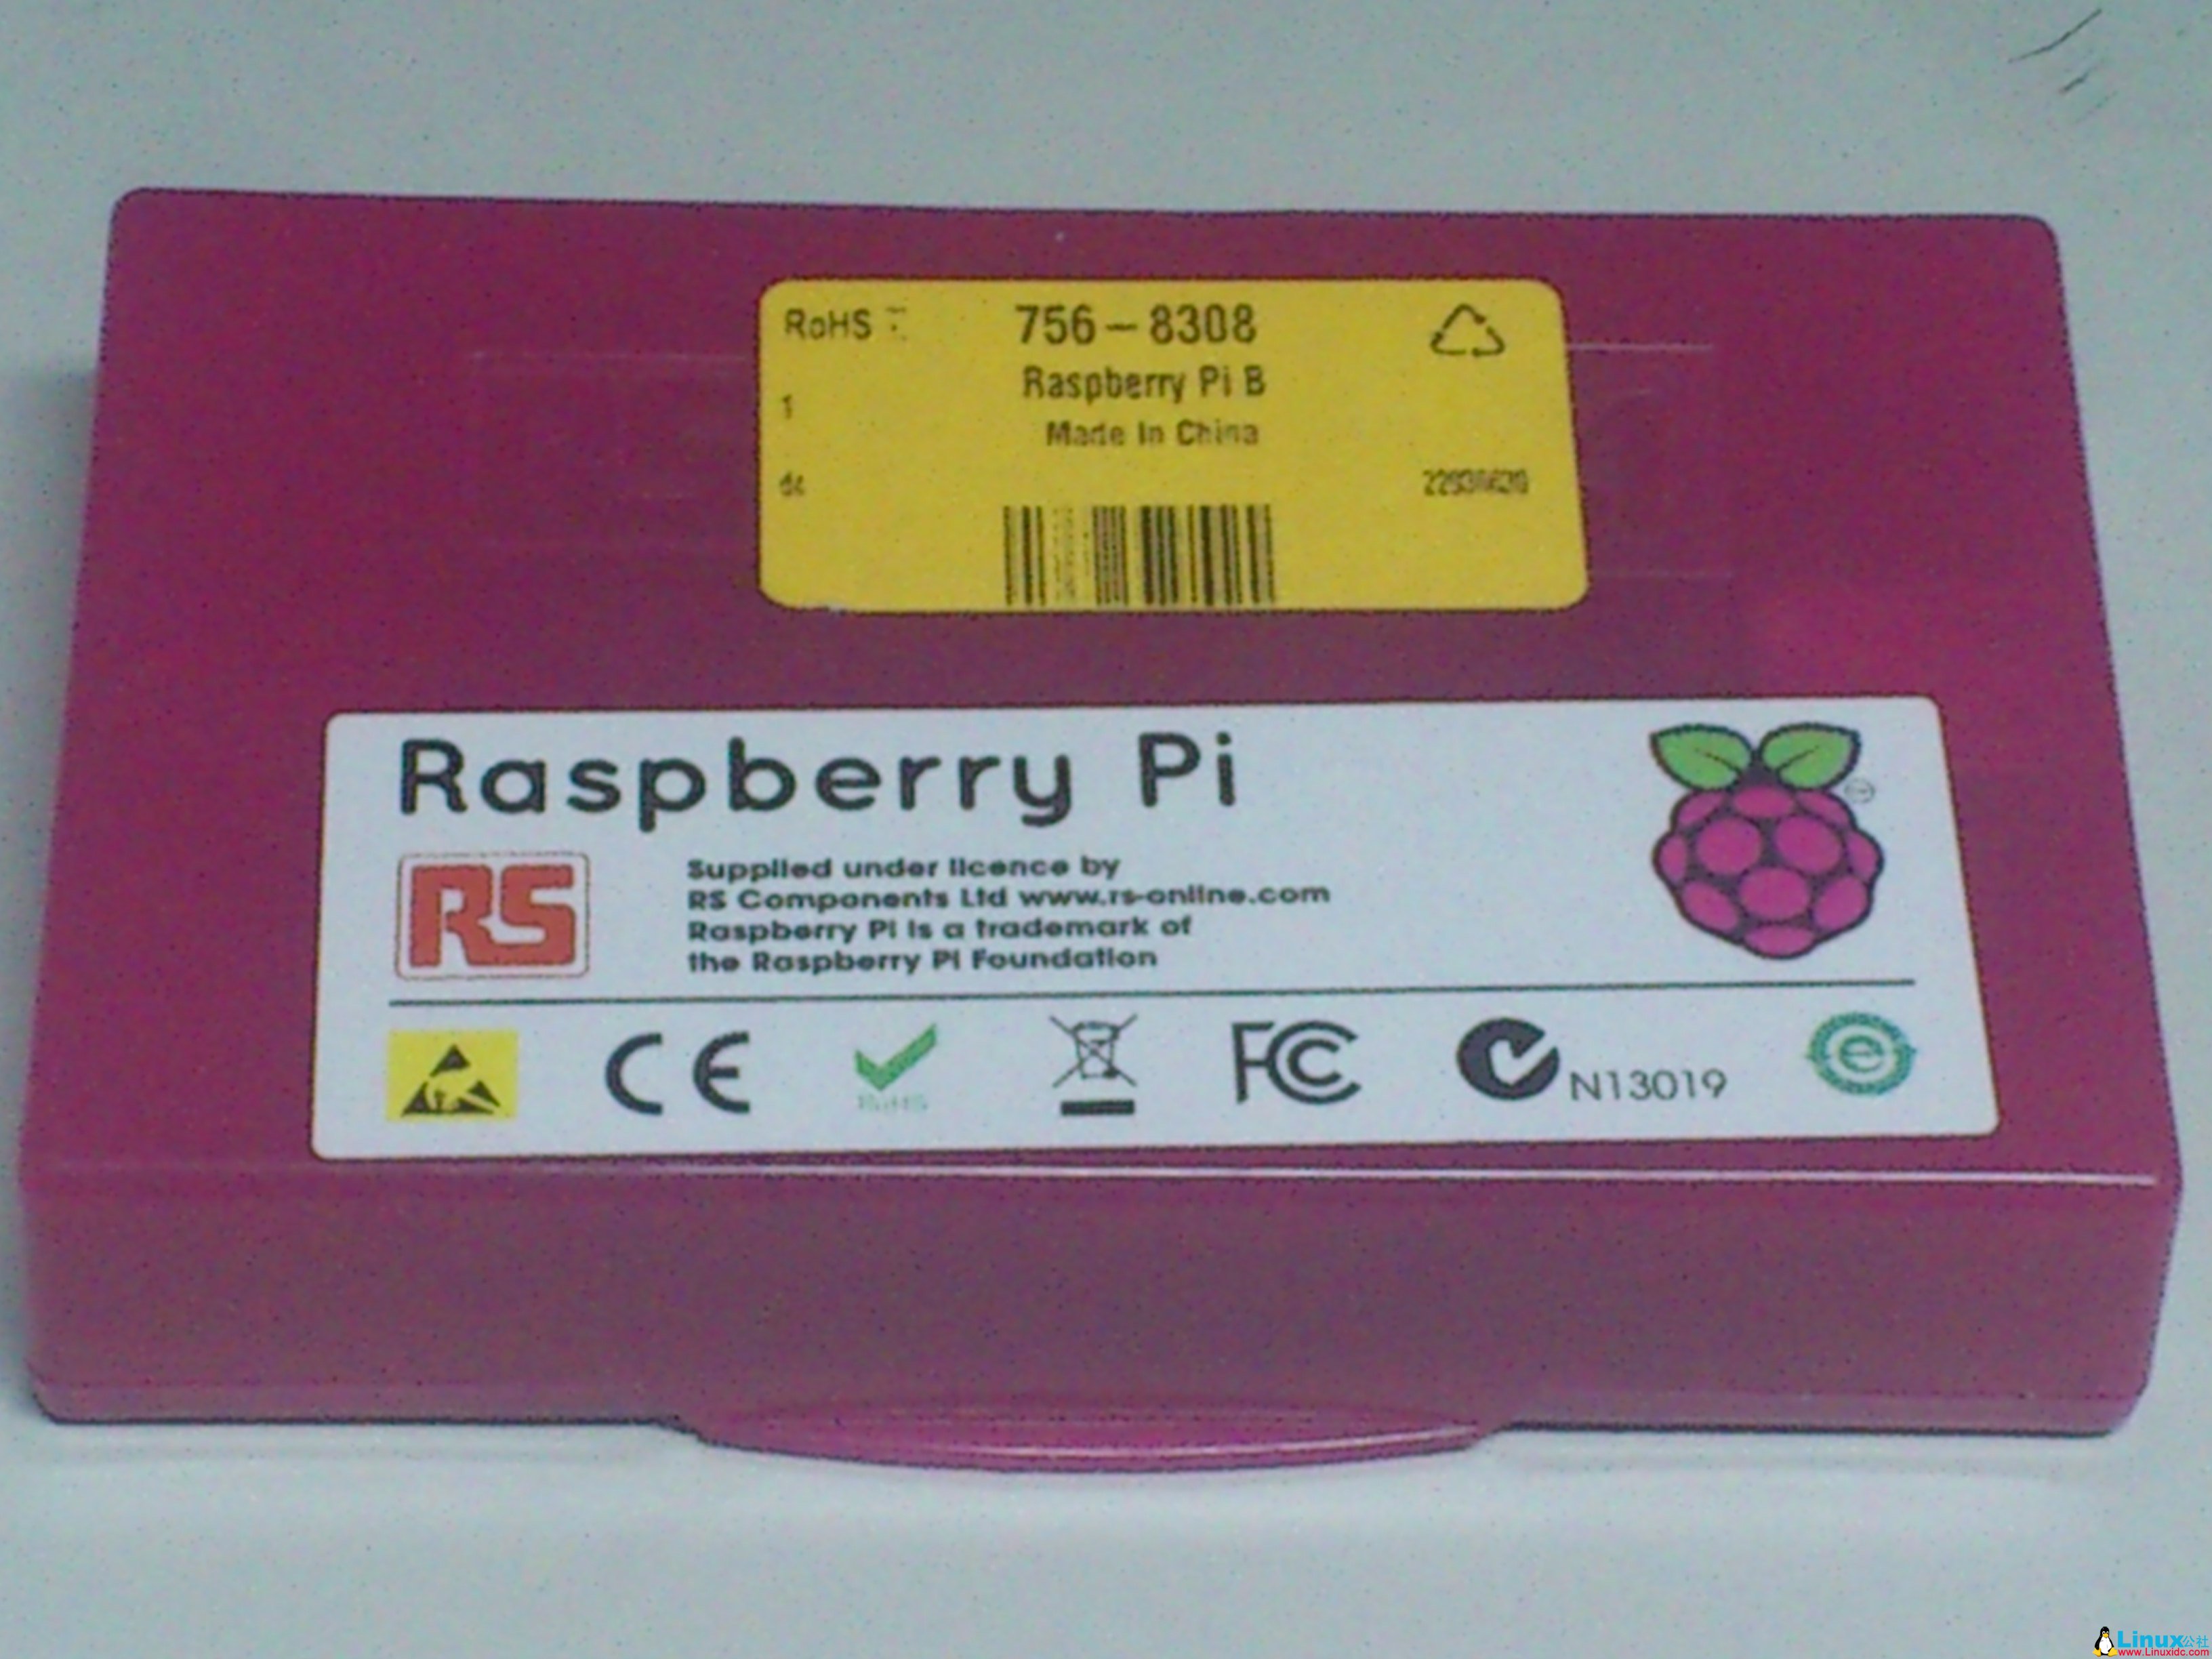 RoHS
756-8308
Raspberry Pi B
1
Made In China
dc
Raspberry Pi
RS
Supplied under licence by
RS Components Ltd www.rs-online.com
Raspberry Pi is a trademark of
the Raspberry Pi Foundation
CE
RoHS
FC
N13019
e
Linux公社
www.Linuxidc.com